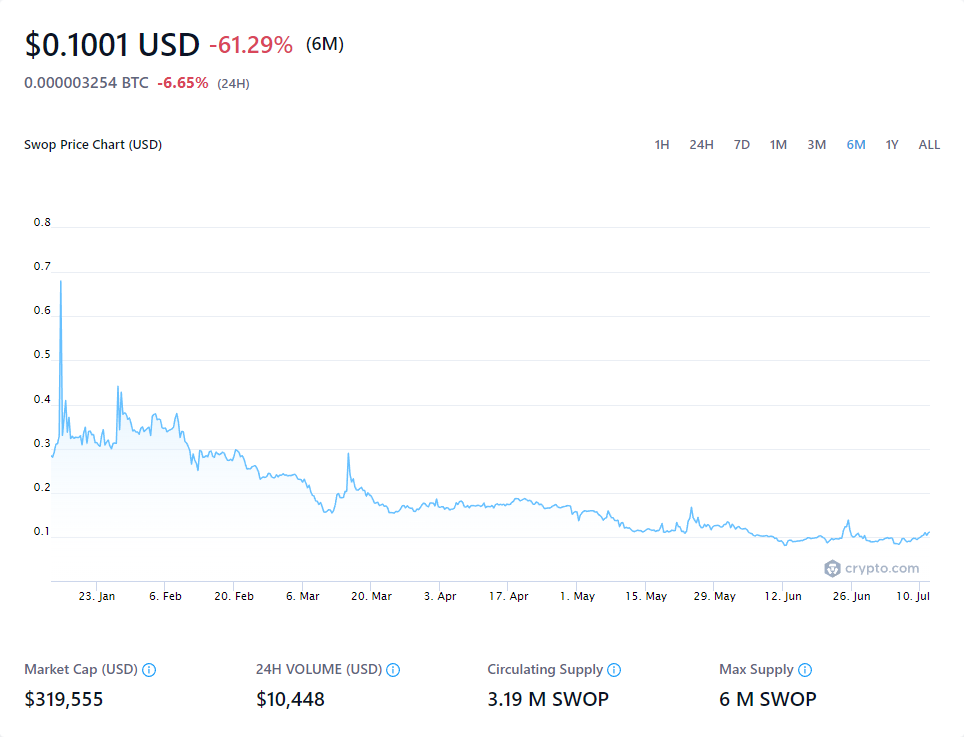 $0.1001 USD -61.29% (6M)
0.000003254 BTC -6.65% (24H)
Swop Price Chart (USD) 1H 24H 7D 1M 3M 6M 1Y ALL
0.8
0.7
0.6
0.5
0.4
0.3
0.2
0.1
crypto.com
23. Jan 6. Feb 20. Feb 6. Mar 20. Mar 3. Apr 17. Apr 1. May 15. May 29. May 12. Jun 26. Jun 10. Jul
Market Cap (USD) 24H VOLUME (USD) Circulating Supply Max Supply
$319,555 $10,448 3.19 M SWOP 6 M SWOP